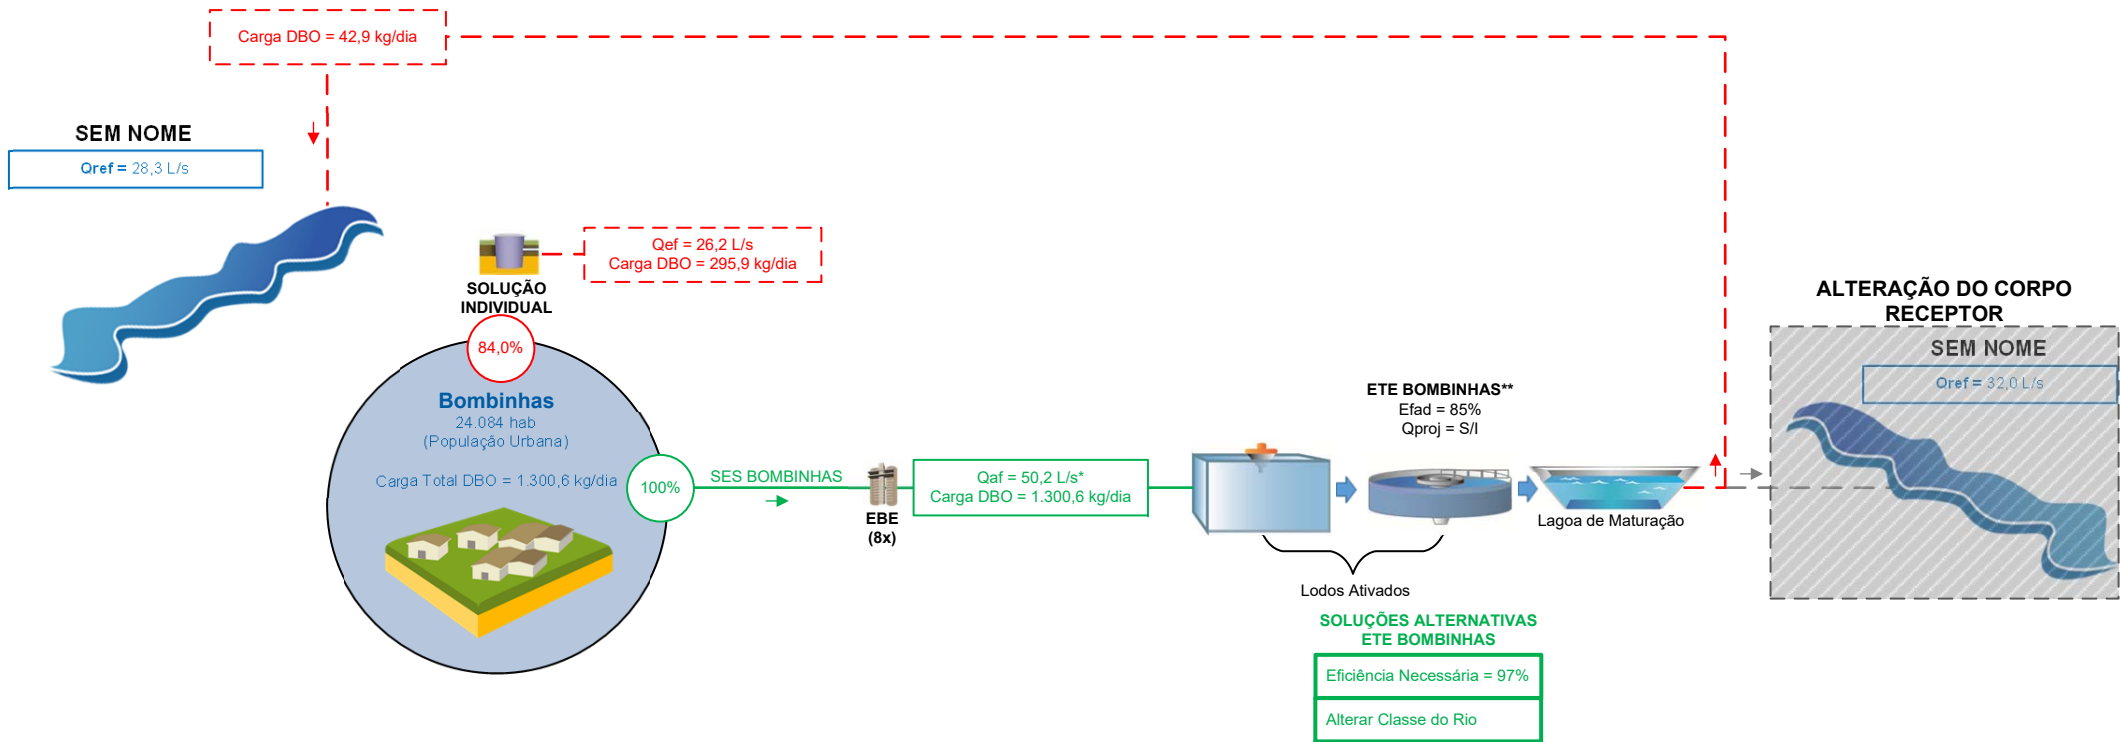 Carga DBO = 42,9 kg/dia
SEM NOME
Qref = 28,3 L/s
Qef = 26,2 L/s
Carga DBO = 295,9 kg/dia
SOLUÇÃO
INDIVIDUAL
84,0%
Bombinhas
24.084 hab
(População Urbana)
Carga Total DBO = 1.300,6 kg/dia
100%
SES BOMBINHAS
EBE
(8x)
Qaf = 50,2 L/s*
Carga DBO = 1.300,6 kg/dia
ETE BOMBINHAS**
Efad = 85%
Qproj = S/I
Lagoa de Maturação
Lodos Ativados
SOLUÇÕES ALTERNATIVAS
ETE BOMBINHAS
Eficiência Necessária = 97%
Alterar Classe do Rio
ALTERAÇÃO DO CORPO
RECEPTOR
SEM NOME
Qref = 32,0 L/s